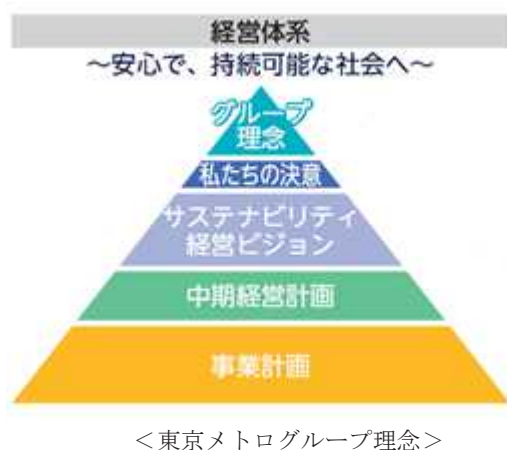 経営体系
～安心で、持続可能な社会へ～
グループ
理念
私たちの決意
サステナビリティ
経営ビジョン
中期経営計画
事業計画
＜東京メトログループ理念＞